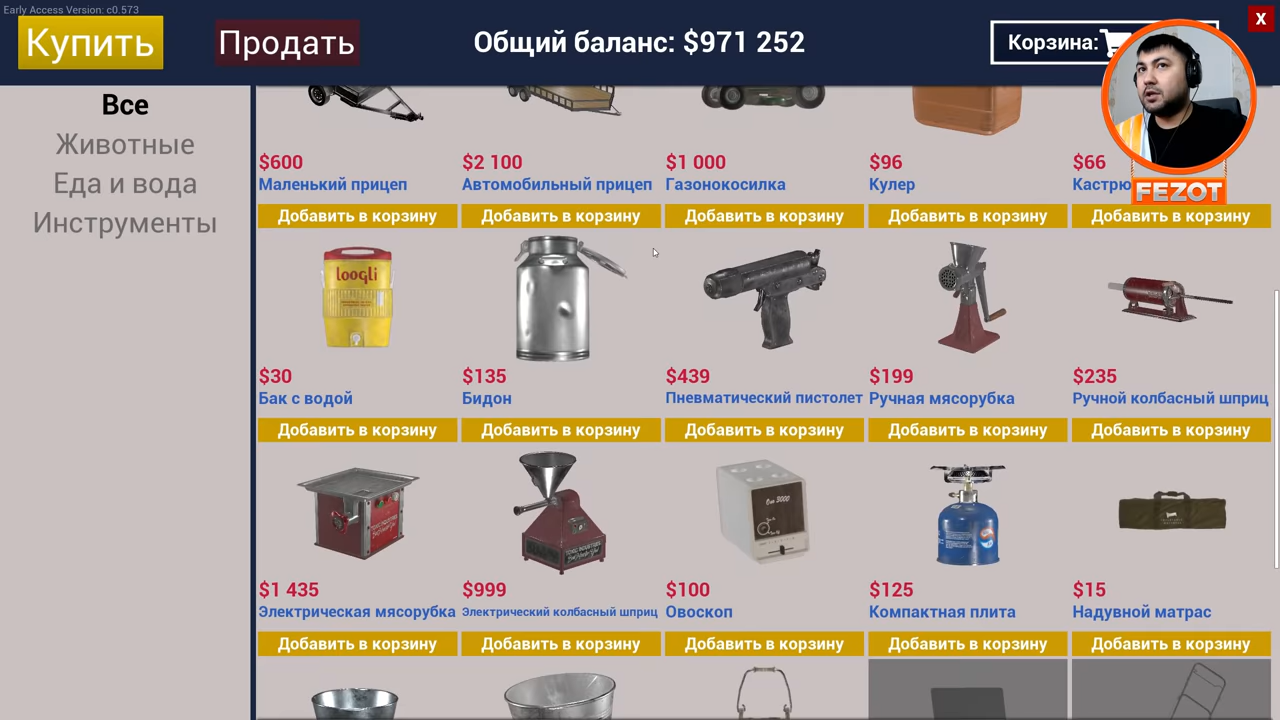 Early Access Version: c0.573
Купить
Продать
Общий баланс: $971 252
Корзина:
X
FEZOT
Все
Животные
Еда и вода
Инструменты
$600
$2 100
$1 000
$96
$66
Маленький прицеп
Автомобильный прицеп
Газонокосилка
Кулер
Кастрю
Добавить в корзину
Добавить в корзину
Добавить в корзину
Добавить в корзину
Добавить в корзину
loogli
$30
$135
$439
$199
$235
Бак с водой
Бидон
Пневматический пистолет
Ручная мясорубка
Ручной колбасный шприц
Добавить в корзину
Добавить в корзину
Добавить в корзину
Добавить в корзину
Добавить в корзину
Ovo 3000
$1 435
$999
$100
$125
$15
Электрическая мясорубка
Электрический колбасный шприц
Овоскоп
Компактная плита
Надувной матрас
Добавить в корзину
Добавить в корзину
Добавить в корзину
Добавить в корзину
Добавить в корзину